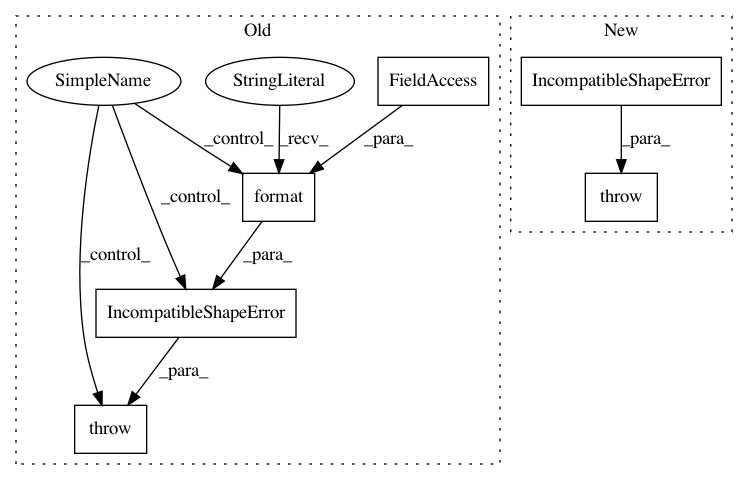 Old
New
SimpleName
StringLiteral
FieldAccess
IncompatibleShapeError
_control_
_recv_
_para_
_para_
format
throw
_control_
_control_
_para_
IncompatibleShapeError
_para_
throw